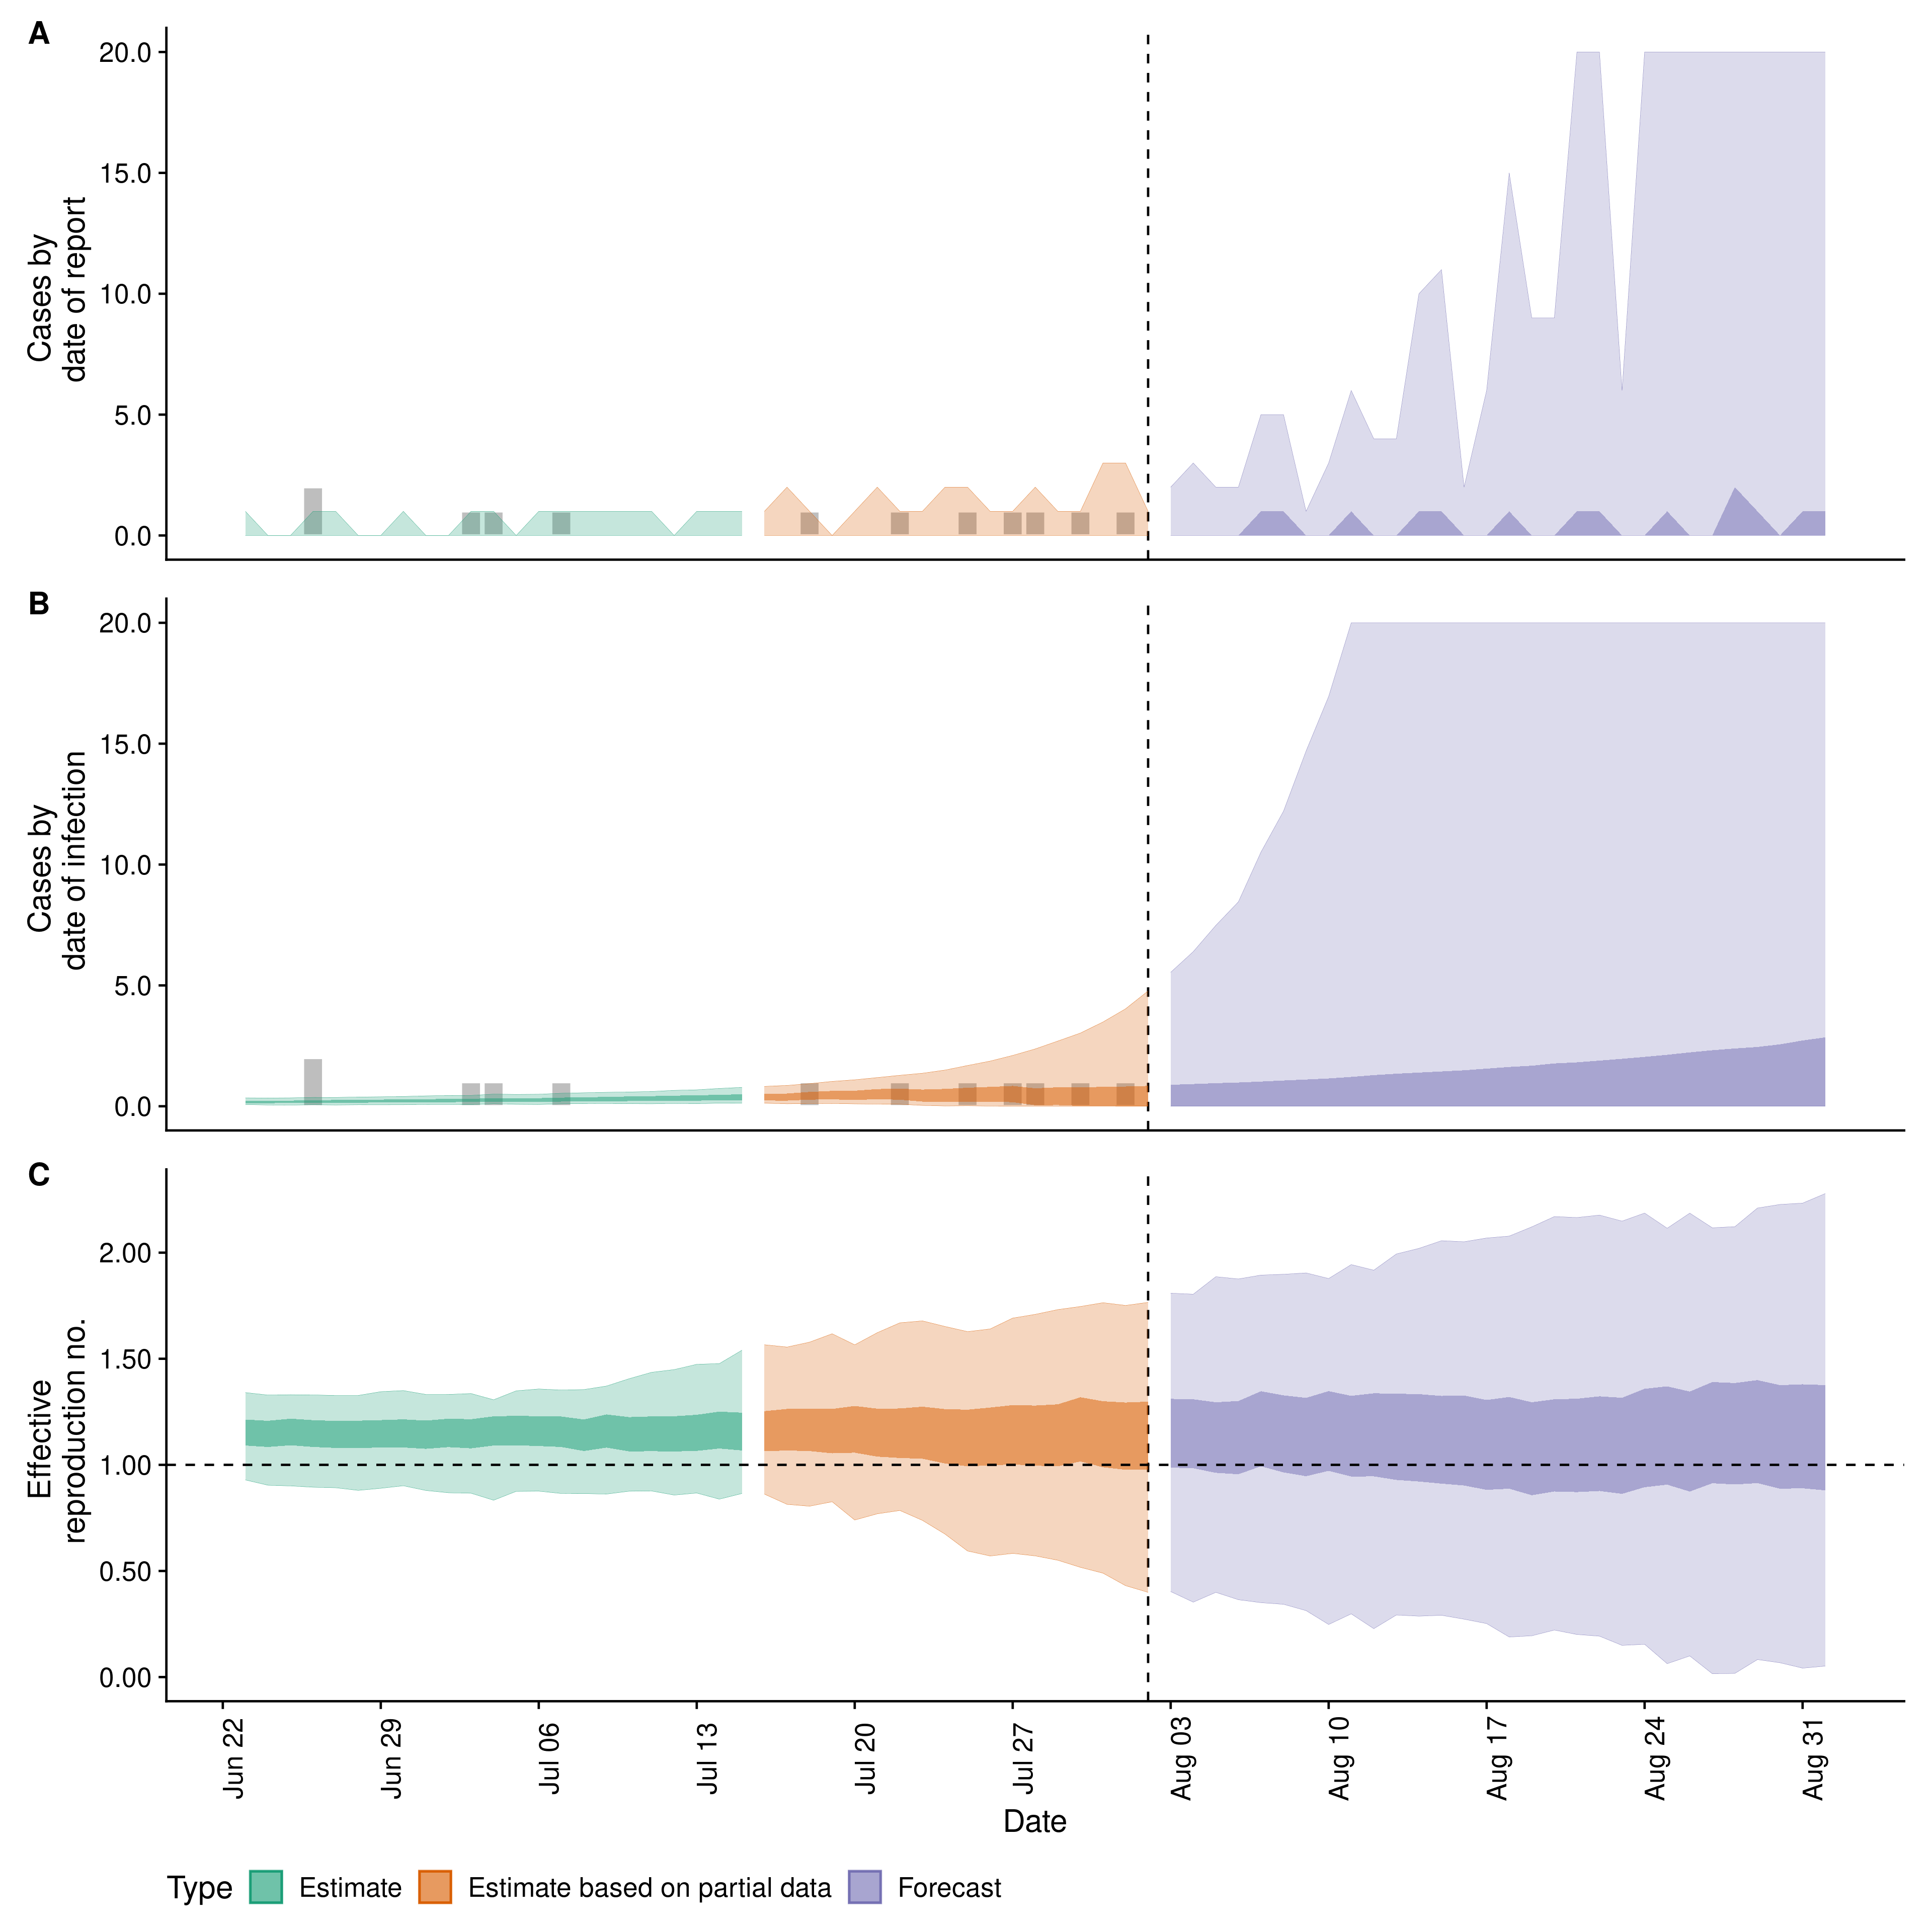 A
20.0
15.0
10.0
5.0
0.0
Cases by
date of report
B
20.0
15.0
10.0
5.0
0.0
Cases by
date of infection
C
2.00
1.50
1.00
0.50
0.00
Effective
reproduction no.
Jun 22
Jun 29
Jul 06
Jul 13
Jul 20
Jul 27
Aug 03
Aug 10
Aug 17
Aug 24
Aug 31
Date
Type Estimate Estimate based on partial data Forecast